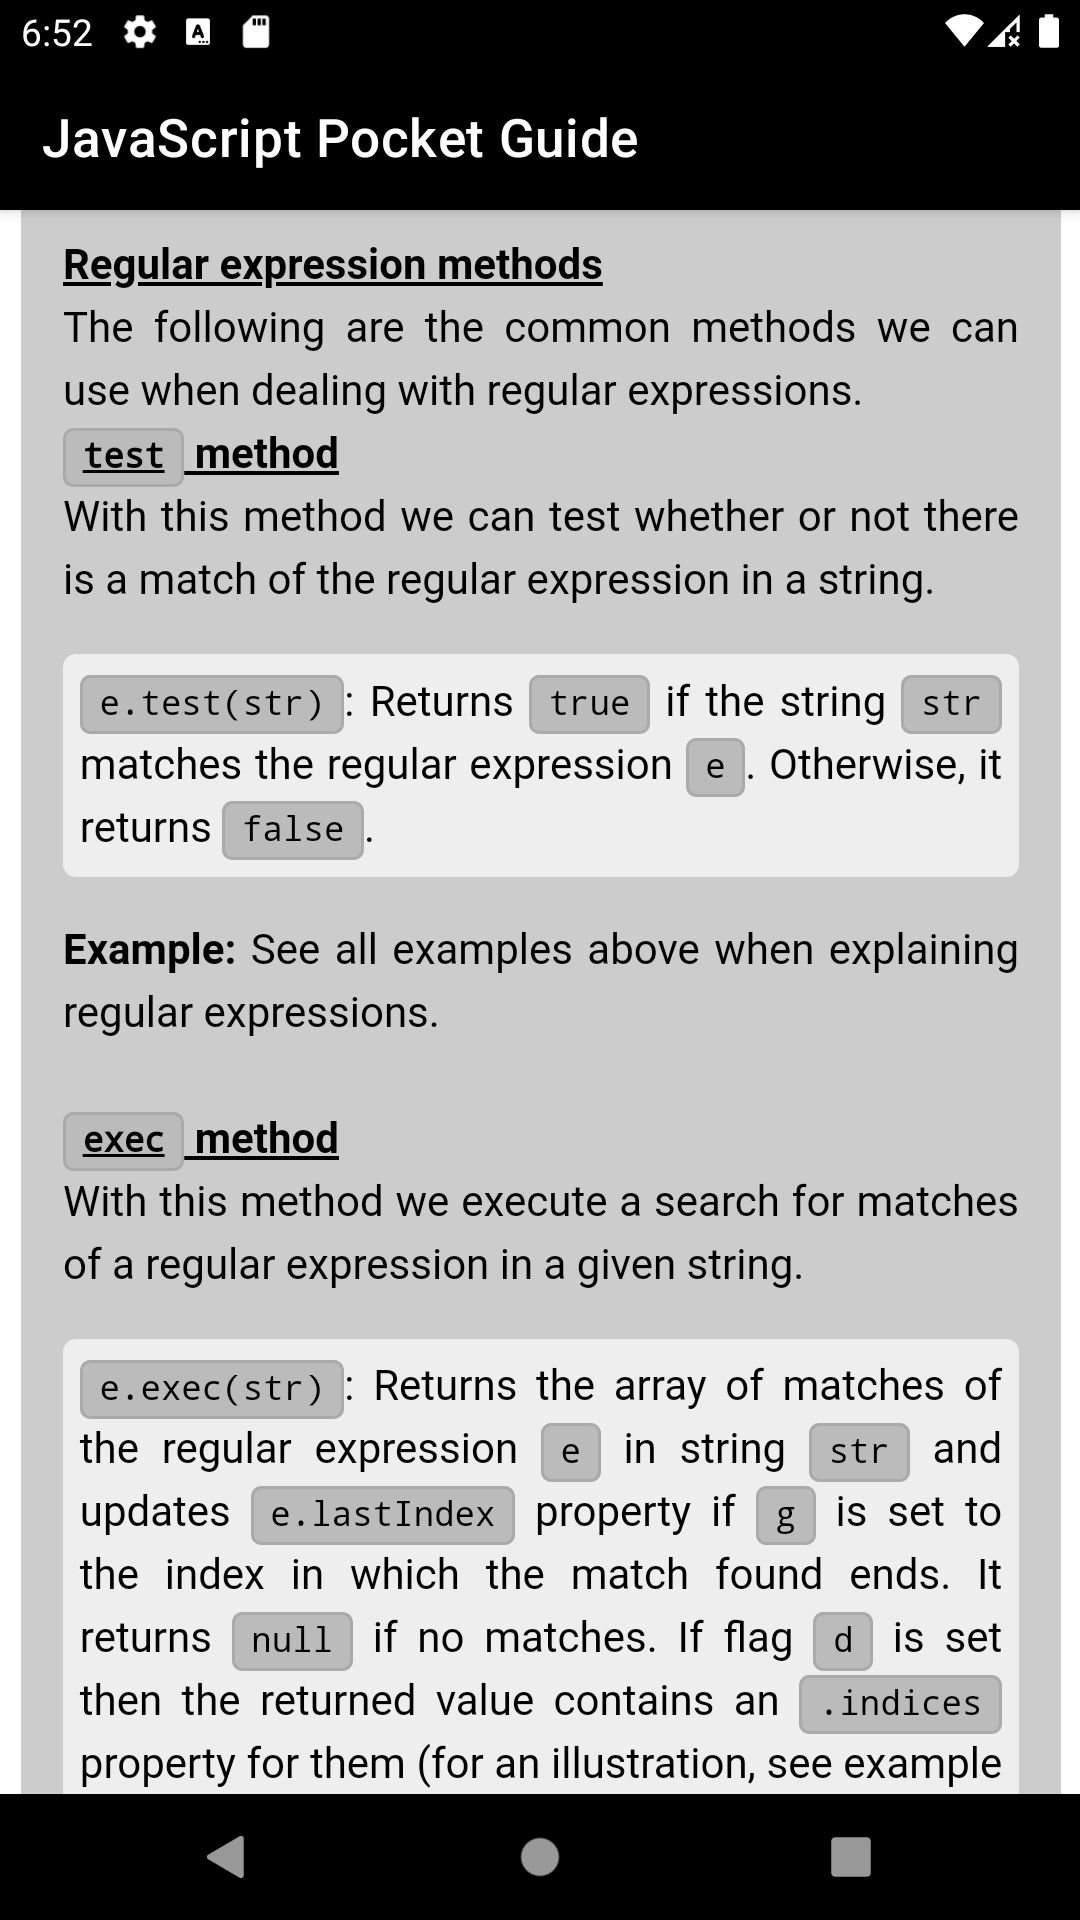 6:52
JavaScript Pocket Guide
Regular expression methods
The following are the common methods we can
use when dealing with regular expressions.
test method
With this method we can test whether or not there
is a match of the regular expression in a string.
e.test(str): Returns true if the string str
matches the regular expression e. Otherwise, it
returns false.
Example: See all examples above when explaining
regular expressions.
exec method
With this method we execute a search for matches
of a regular expression in a given string.
e.exec(str): Returns the array of matches of
the regular expression e in string str and
updates e.lastIndex property if g is set to
the index in which the match found ends. It
returns null if no matches. If flag d is set
then the returned value contains an .indices
property for them (for an illustration, see example